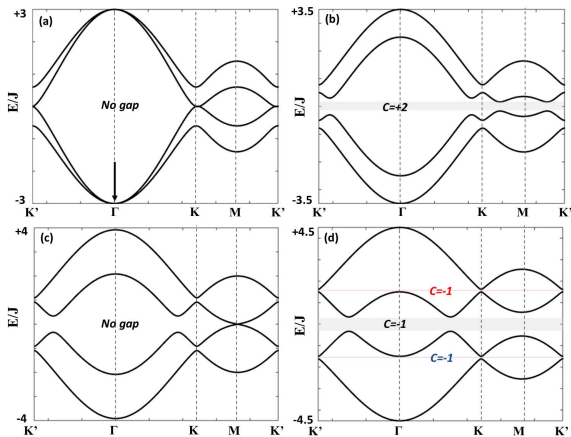 +3
(a)
E/J
No gap
-3
K' Γ K M K'
+3.5
(b)
E/J
C=+2
-3.5
K' Γ K M K'
+4
(c)
E/J
No gap
-4
K' Γ K M K'
+4.5
(d)
C=-1
E/J
C=-1
C=-1
-4.5
K' Γ K M K'